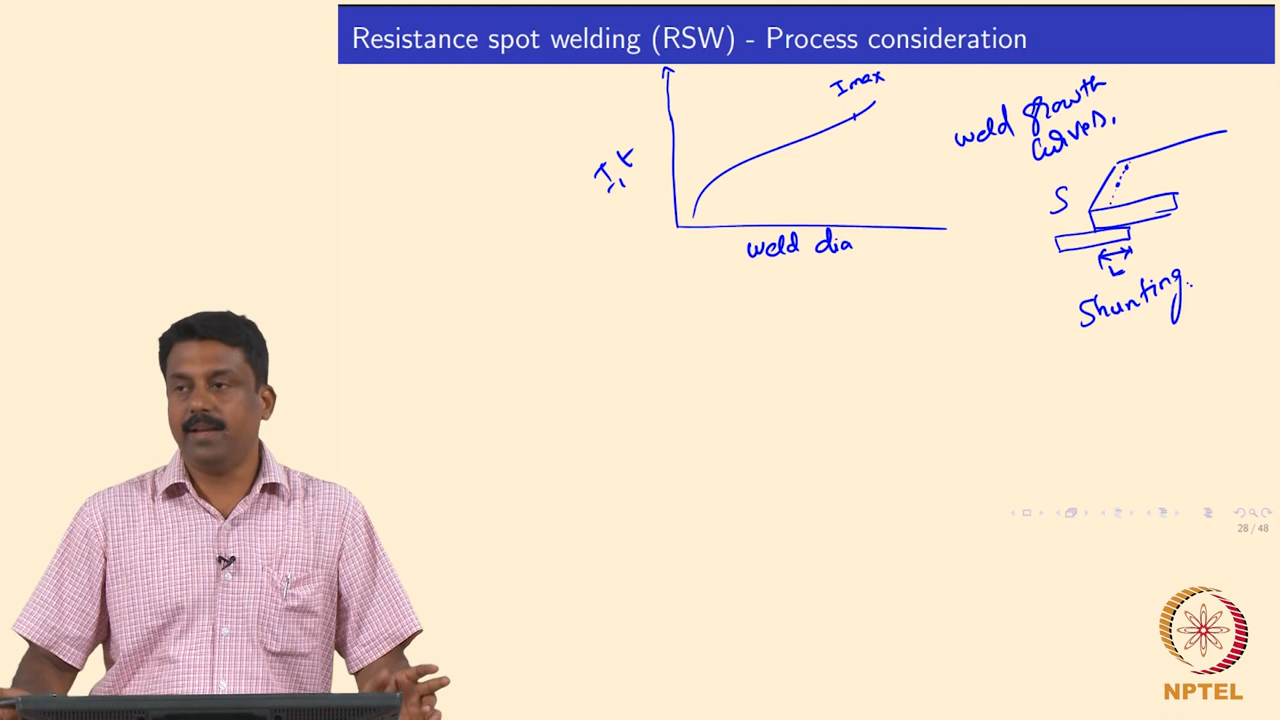 Resistance spot welding (RSW) - Process consideration
Imax
weld growth
curves.
I, t
S
weld dia
L
Shunting.
28 / 48
NPTEL